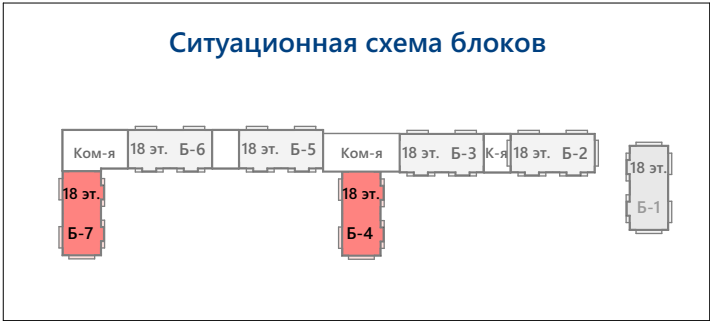 Ситуационная схема блоков
Ком-я
18 эт. Б-6
18 эт. Б-5
Ком-я
18 эт. Б-3
К-я
18 эт. Б-2
18 эт.
Б-1
18 эт.
Б-7
18 эт.
Б-4